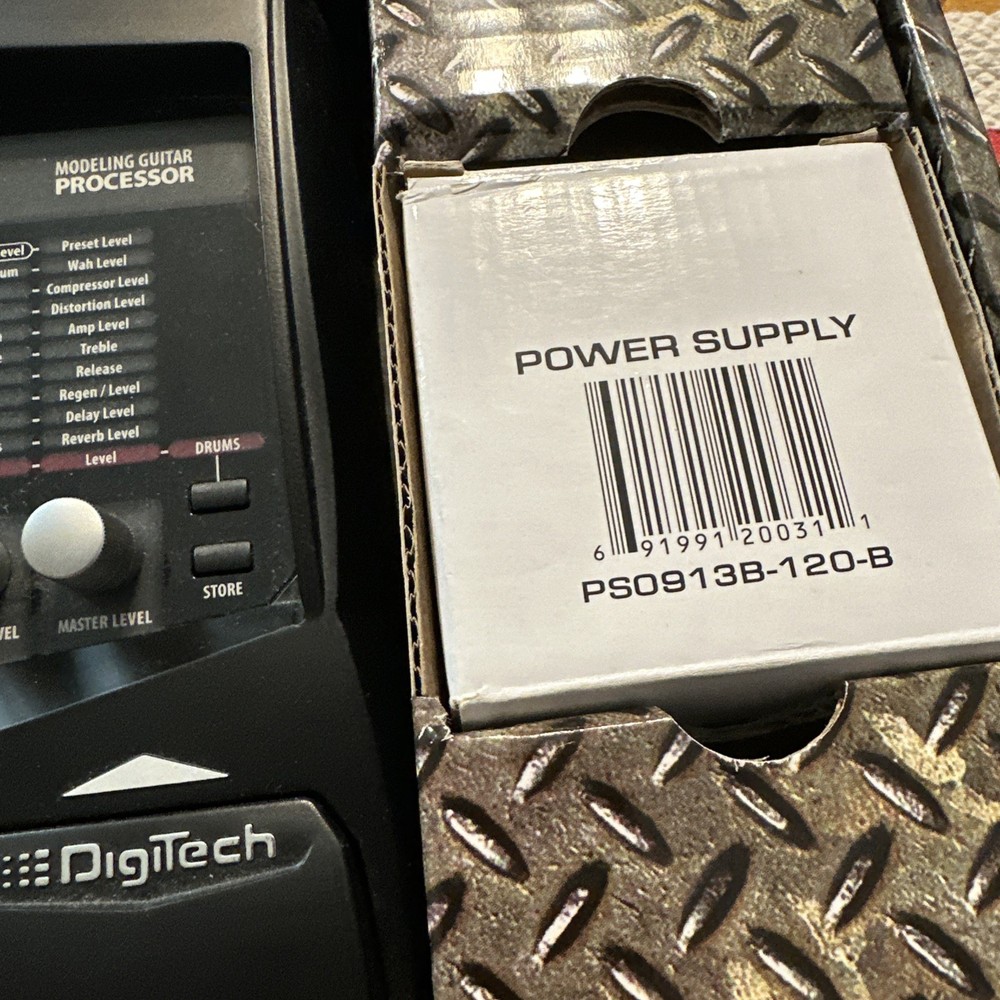 MODELING GUITAR
PROCESSOR
Preset Level
Wah Level
Compressor Level
Distortion Level
Amp Level
Treble
Release
Regen / Level
Delay Level
Reverb Level
Level
DRUMS
STORE
MASTER LEVEL
DigiTech
POWER SUPPLY
6 91991 20031 1
PS0913B-120-B